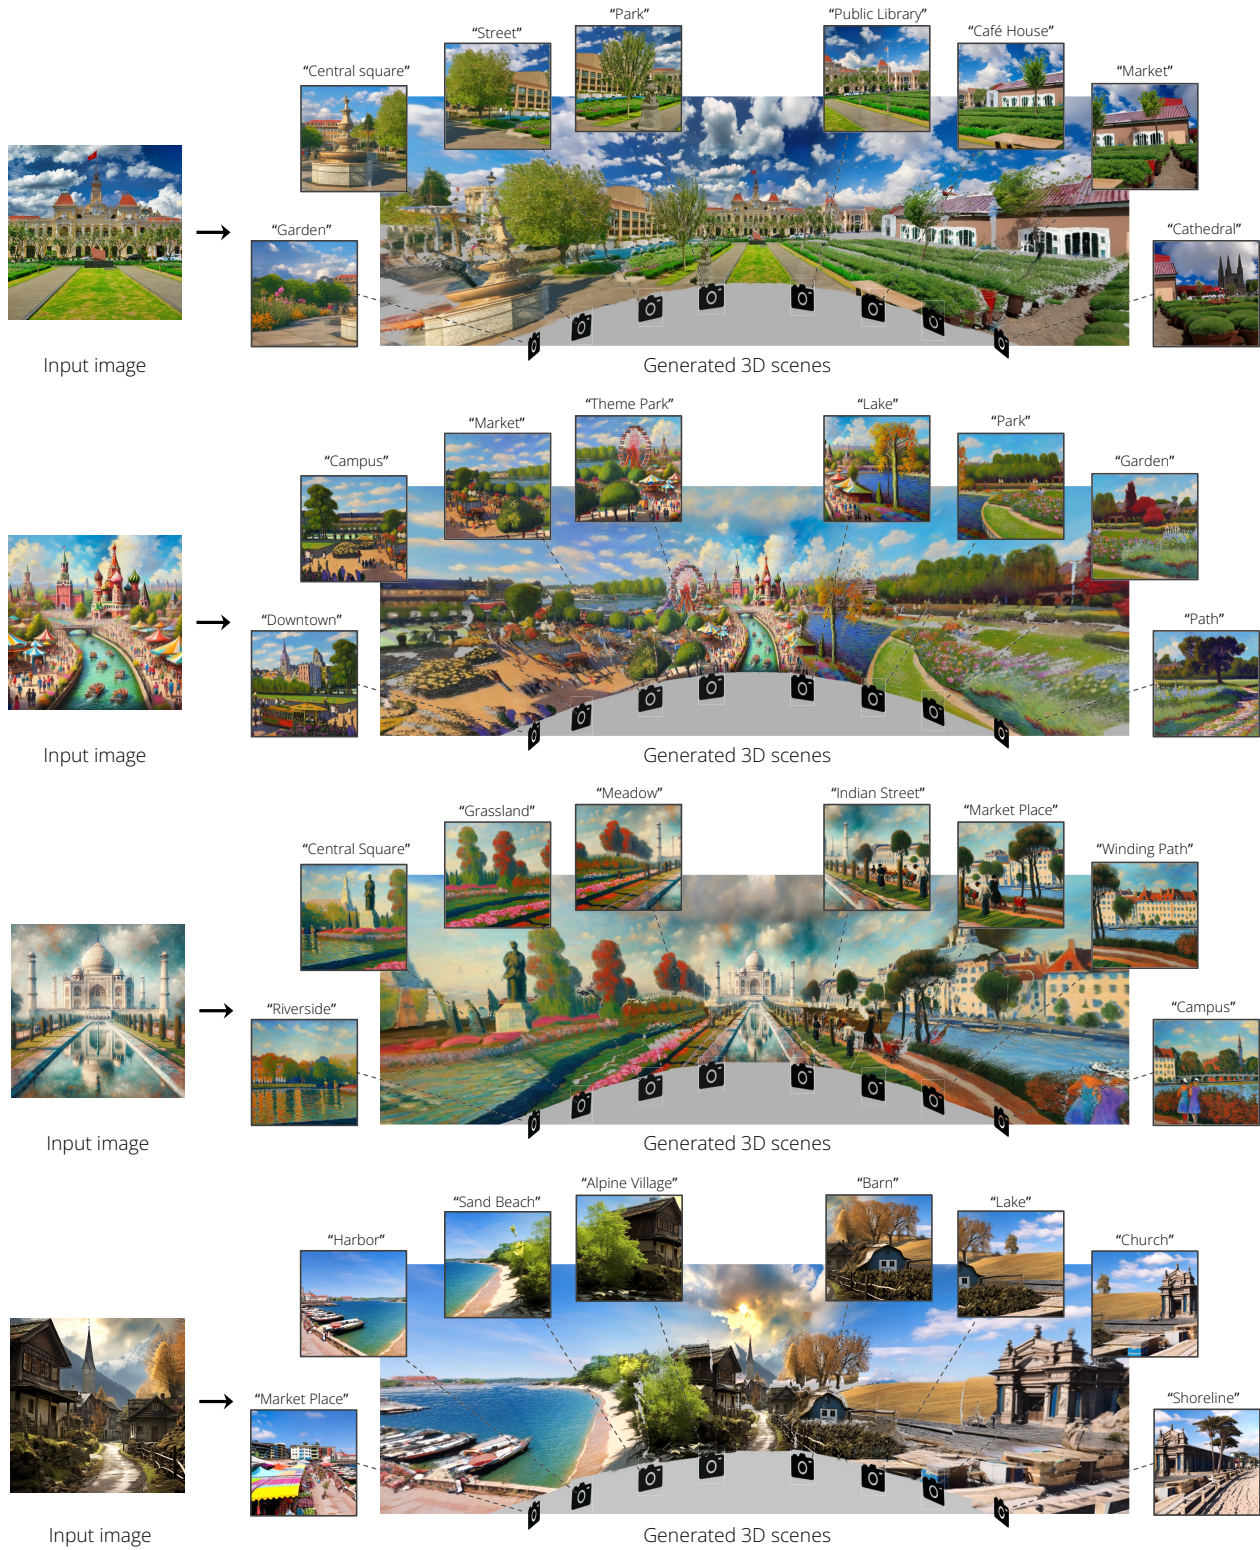 “Park”
“Public Library”
“Street”
“Café House”
“Central square”
“Market”
“Garden”
“Cathedral”
Input image
Generated 3D scenes
“Theme Park”
“Lake”
“Market”
“Park”
“Campus”
“Garden”
“Downtown”
“Path”
Input image
Generated 3D scenes
“Meadow”
“Indian Street”
“Grassland”
“Market Place”
“Central Square”
“Winding Path”
“Riverside”
“Campus”
Input image
Generated 3D scenes
“Alpine Village”
“Barn”
“Sand Beach”
“Lake”
“Harbor”
“Church”
“Market Place”
“Shoreline”
Input image
Generated 3D scenes